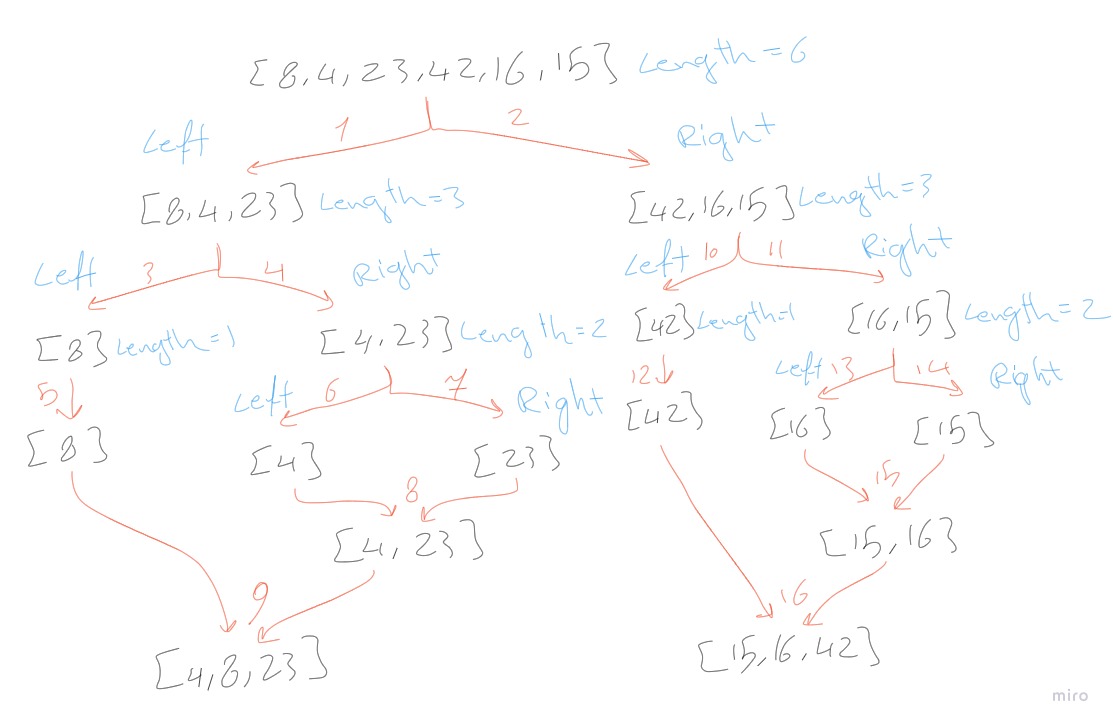 [8,4,23,42,16,15] Length=6
1 2
Left Right
[8,4,23] Length=3 [42,16,15] Length=3
Left 3 4 Right Left 10 11 Right
[8] Length=1 [4,23] Length=2 [42] Length=1 [16,15] Length=2
5 Left 6 7 Right 12 Left 13 14 Right
[8] [4] [23] [42] [16] [15]
8 15
[4,23] [15,16]
9 16
[4,8,23] [15,16,42]
miro